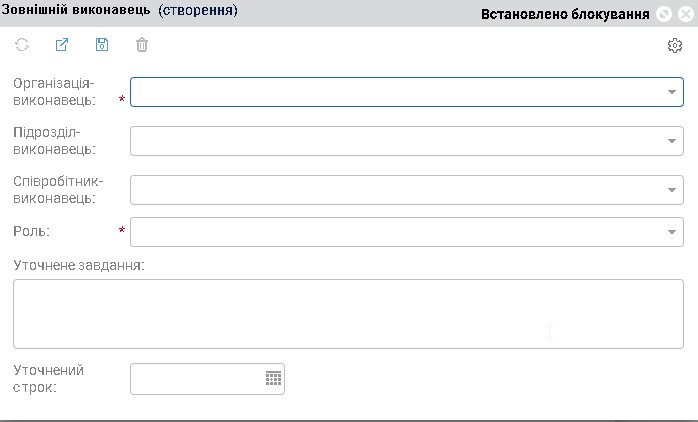 Зовнішній виконавець (створення) Встановлено блокування
Організація-
виконавець: *
Підрозділ-
виконавець:
Співробітник-
виконавець:
Роль: *
Уточнене завдання:
Уточнений
строк: